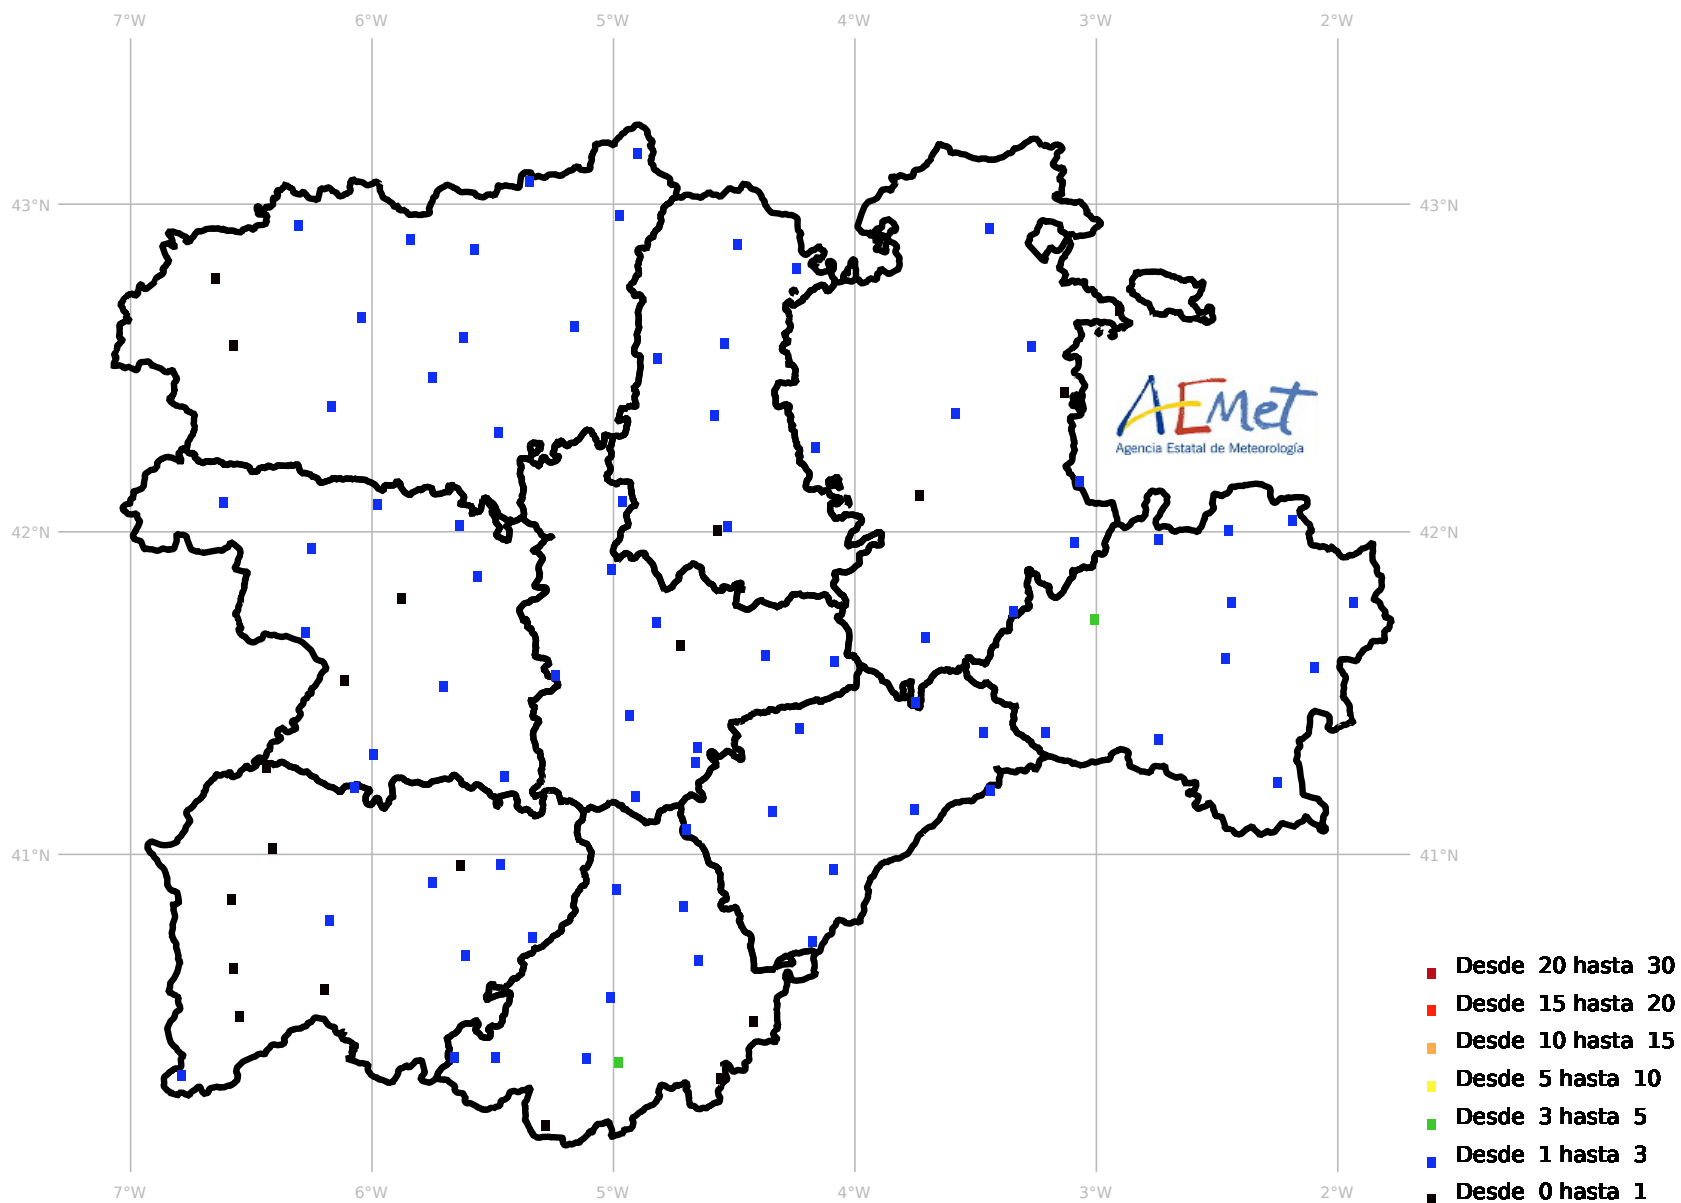 7°W 6°W 5°W 4°W 3°W 2°W
43°N 43°N
AEMet
Agencia Estatal de Meteorología
42°N 42°N
41°N 41°N
Desde 20 hasta 30
Desde 15 hasta 20
Desde 10 hasta 15
Desde 5 hasta 10
Desde 3 hasta 5
Desde 1 hasta 3
Desde 0 hasta 1
7°W 6°W 5°W 4°W 3°W 2°W